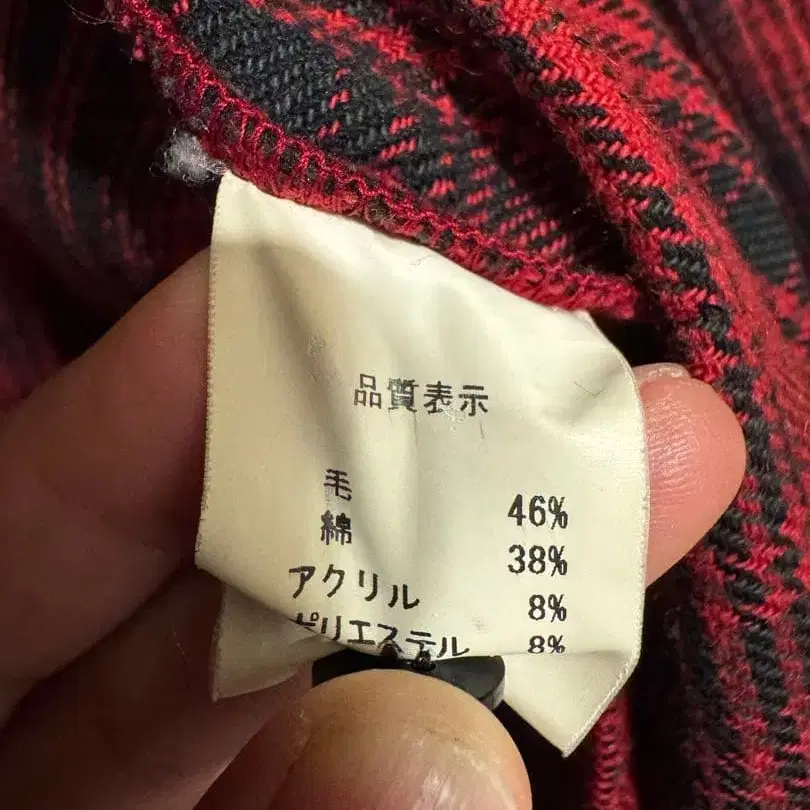 品質表示
毛 46%
綿 38%
アクリル 8%
ポリエステル 8%